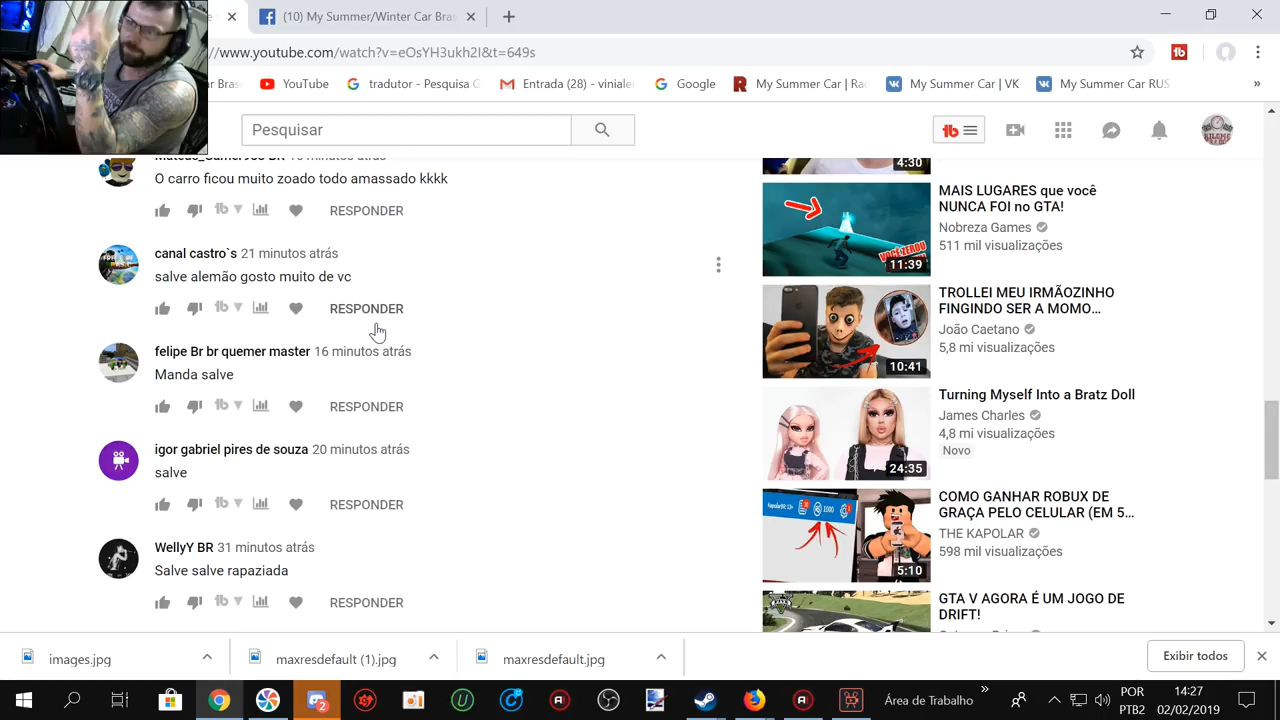 (10) My Summer/Winter Car Bras
//www.youtube.com/watch?v=eOsYH3ukh2I&t=649s
ar Bras
YouTube
tradutor - Pesquisa G
Entrada (28) - vinialer
Google
My Summer Car | Rac
My Summer Car | VK
My Summer Car RUS
»
Pesquisar
O carro ficou muito zoado todo amassado kkkk
RESPONDER
canal castro`s 21 minutos atrás
salve alemão gosto muito de vc
RESPONDER
felipe Br br quemer master 16 minutos atrás
Manda salve
RESPONDER
igor gabriel pires de souza 20 minutos atrás
salve
RESPONDER
WellyY BR 31 minutos atrás
Salve salve rapaziada
RESPONDER
4:30
MAIS LUGARES que você
NUNCA FOI no GTA!
Nobreza Games
511 mil visualizações
VOCÊ ZEROU
11:39
TROLLEI MEU IRMÃOZINHO
FINGINDO SER A MOMO…
João Caetano
5,8 mi visualizações
10:41
Turning Myself Into a Bratz Doll
James Charles
4,8 mi visualizações
Novo
24:35
COMO GANHAR ROBUX DE
GRAÇA PELO CELULAR (EM 5…
THE KAPOLAR
598 mil visualizações
5:10
GTA V AGORA É UM JOGO DE
DRIFT!
images.jpg
maxresdefault (1).jpg
maxresdefault.jpg
Exibir todos
Área de Trabalho
»
POR
PTB2
14:27
02/02/2019